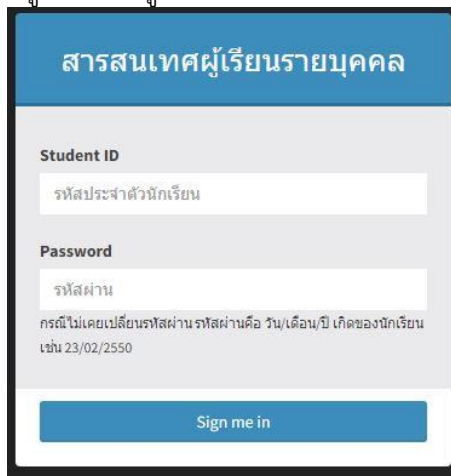 สารสนเทศผู้เรียนรายบุคคล
Student ID
รหัสประจำตัวนักเรียน
Password
รหัสผ่าน
กรณีไม่เคยเปลี่ยนรหัสผ่าน รหัสผ่านคือ วัน/เดือน/ปี เกิดของนักเรียน
เช่น 23/02/2550
Sign me in